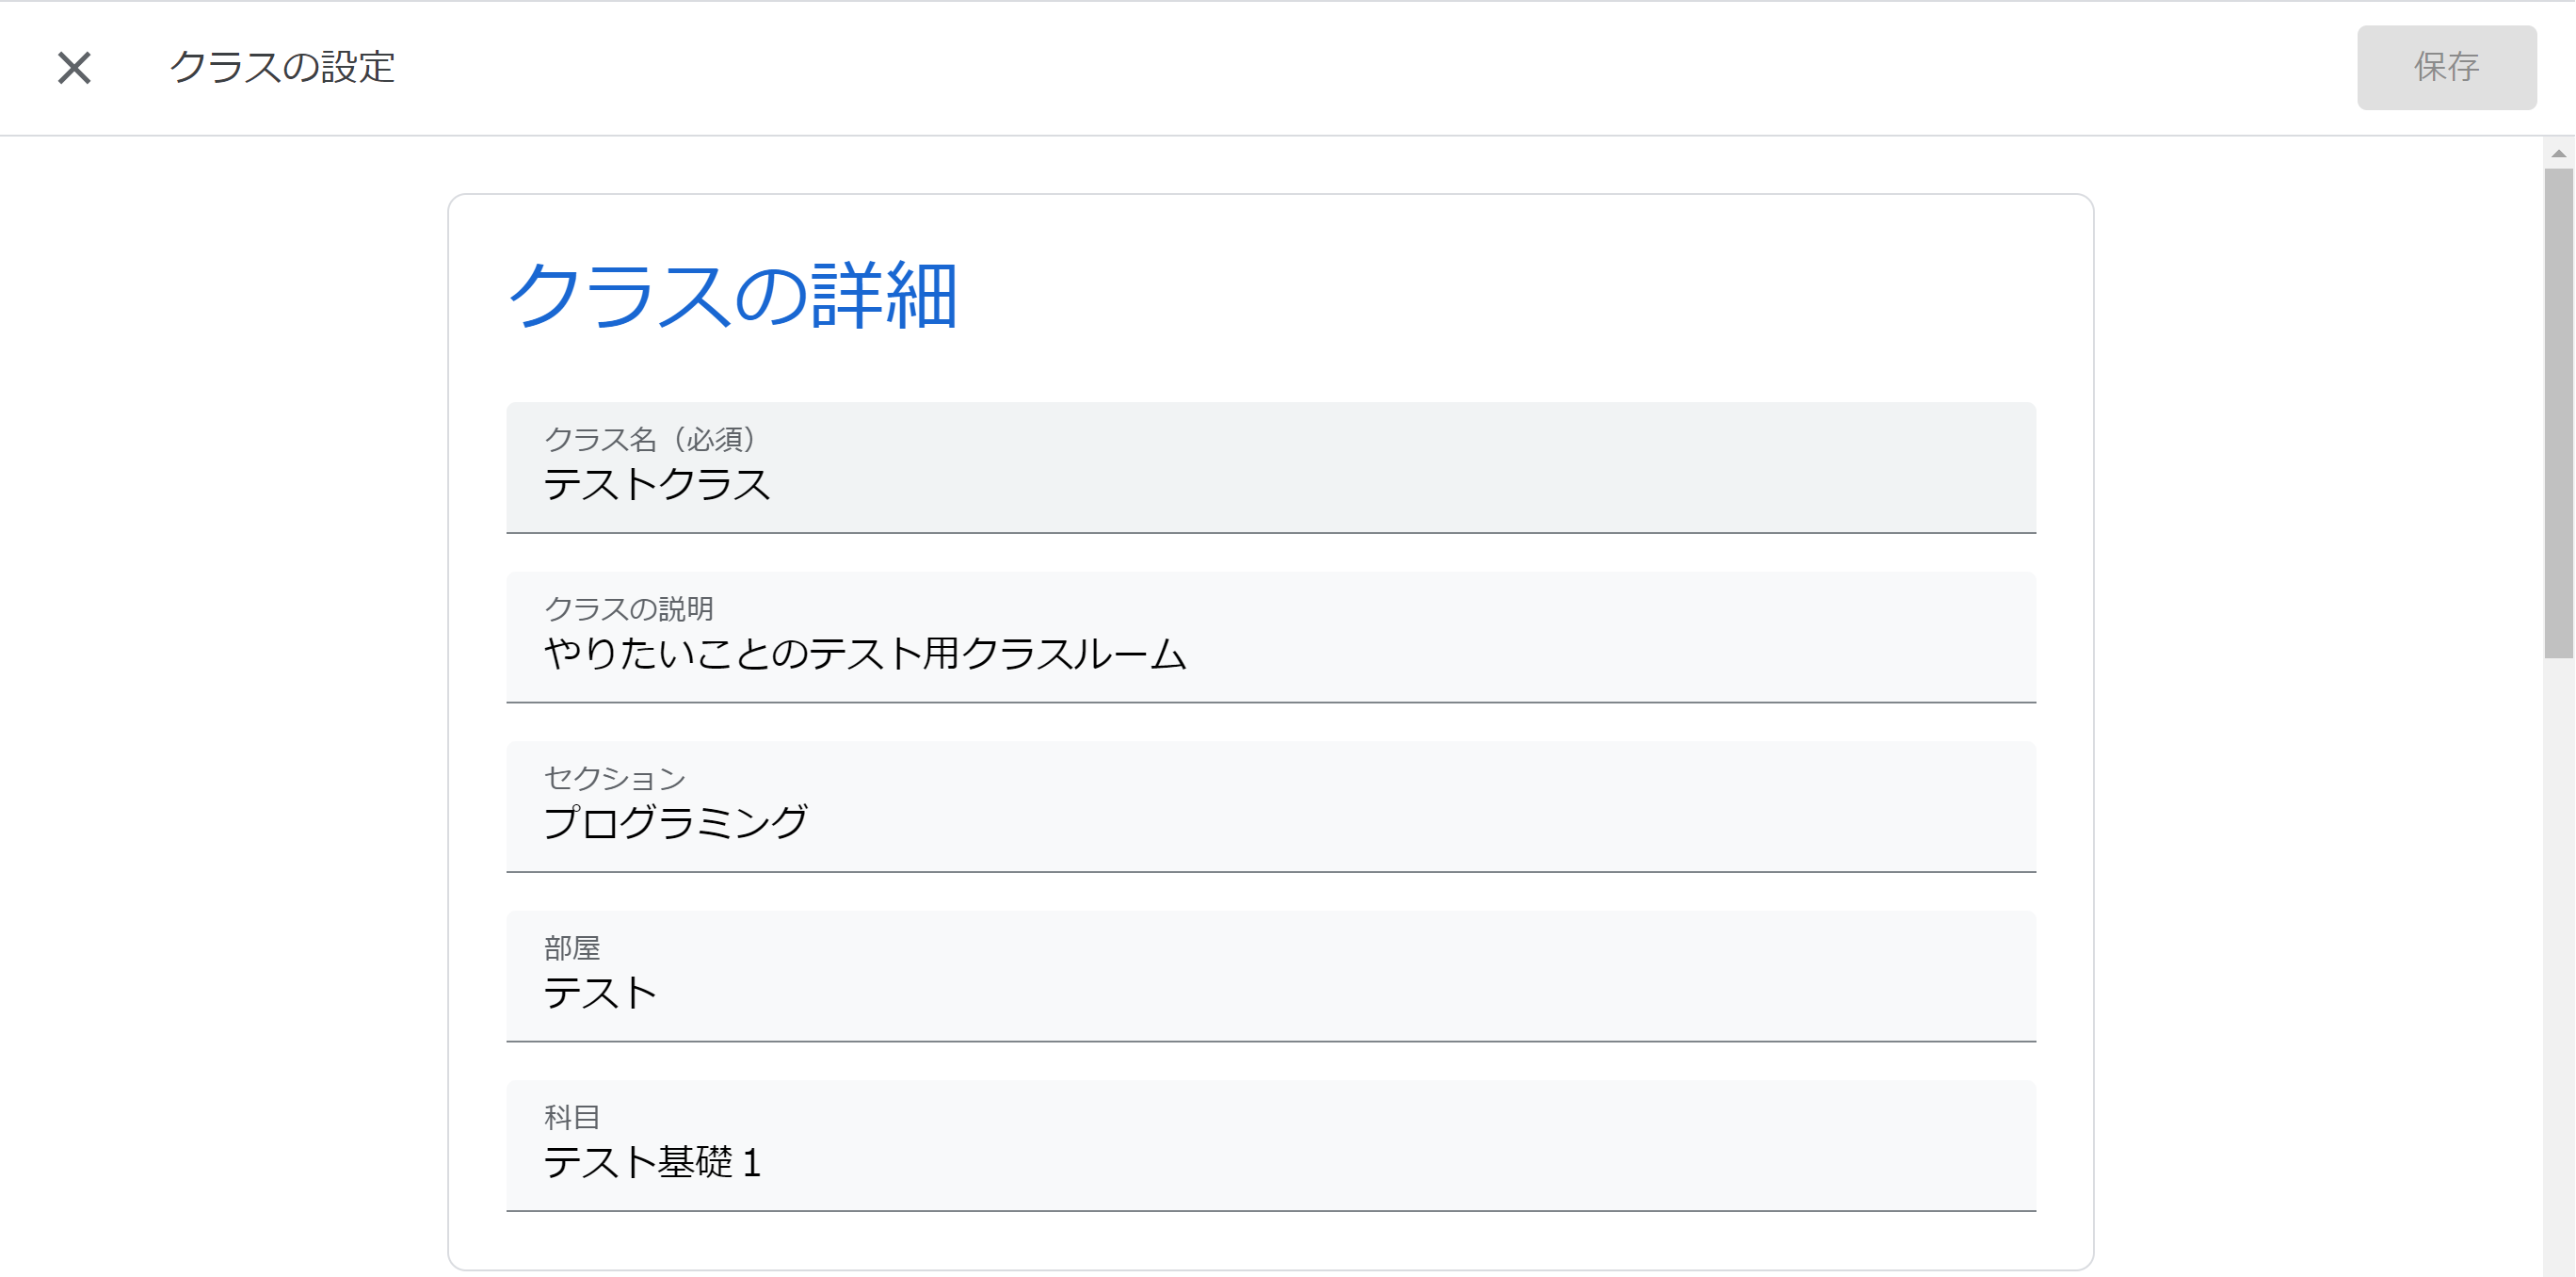 クラスの設定
保存
クラスの詳細
クラス名（必須）
テストクラス
クラスの説明
やりたいことのテスト用クラスルーム
セクション
プログラミング
部屋
テスト
科目
テスト基礎１